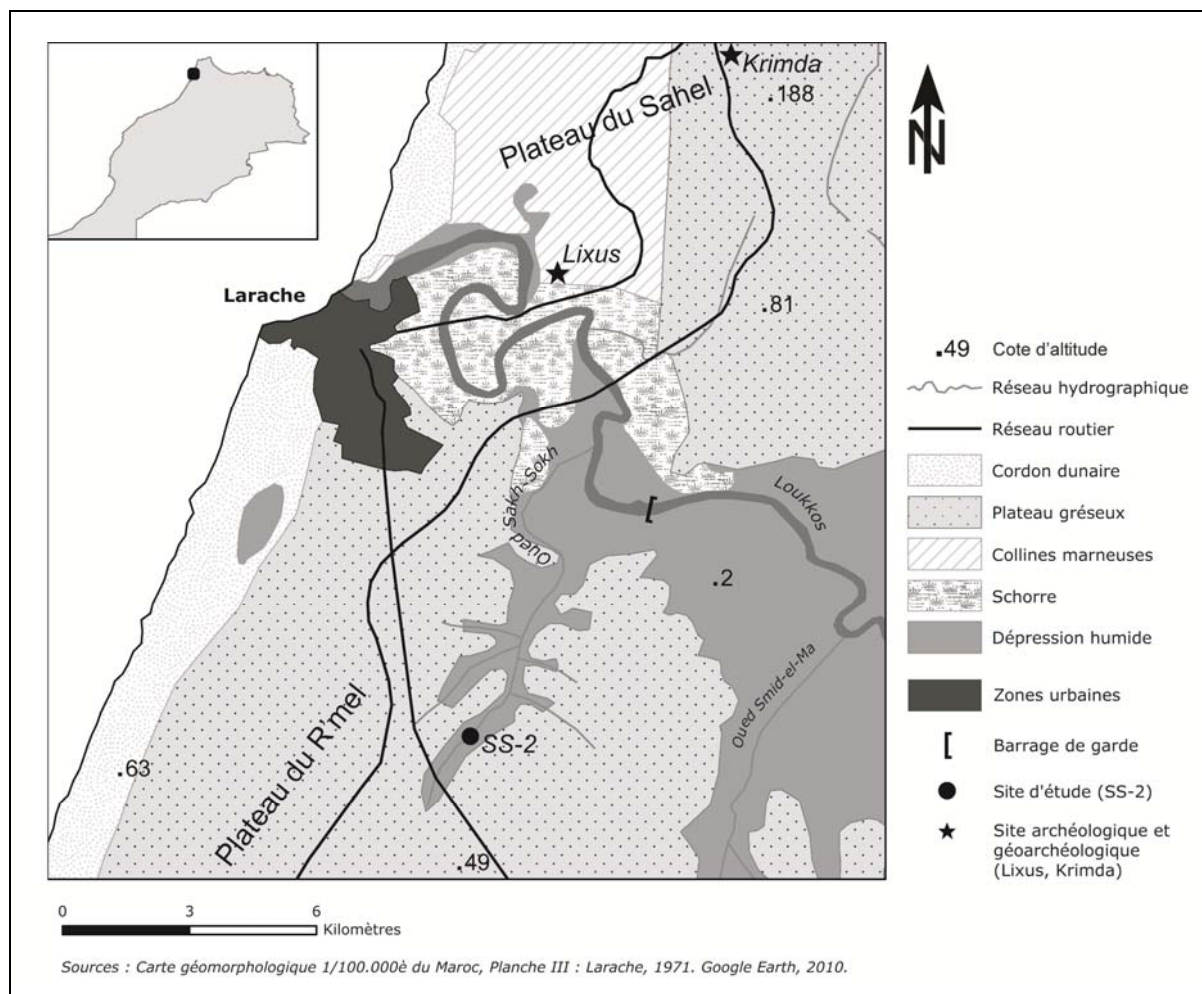 Krimda
.188
Plateau du Sahel
N
Lixus
Larache
.81
.49 Cote d'altitude
Réseau hydrographique
Réseau routier
Cordon dunaire
Plateau gréseux
Collines marneuses
Schorre
Dépression humide
Zones urbaines
Barrage de garde
Site d'étude (SS-2)
Site archéologique et
géoarchéologique
(Lixus, Krimda)
Oued Sakh-Sokh
Loukkos
[
.2
Oued Smid-el-Ma
SS-2
.63
Plateau du R'mel
.49
0 3 6
Kilomètres
Sources : Carte géomorphologique 1/100.000è du Maroc, Planche III : Larache, 1971. Google Earth, 2010.